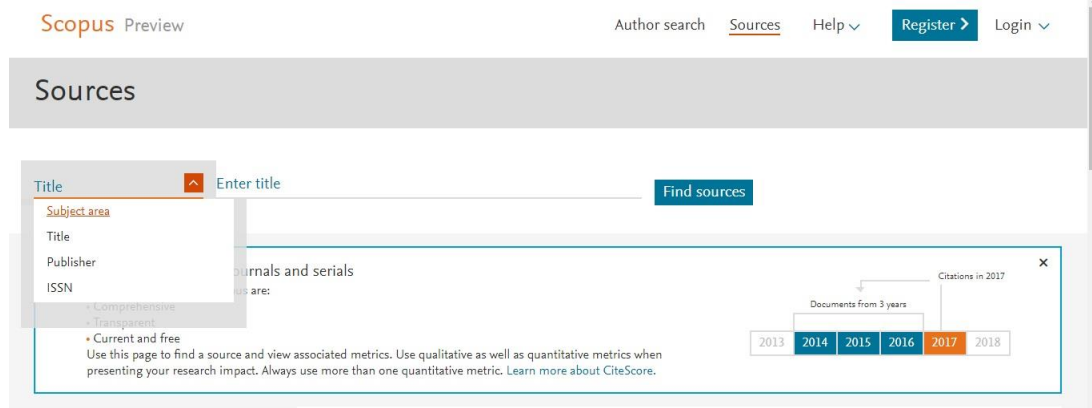 Scopus Preview
Author search Sources Help Register Login
Sources
Title Enter title Find sources
Subject area
Title
Publisher
ISSN
urnals and serials
us are:
• Comprehensive
• Transparent
• Current and free
Use this page to find a source and view associated metrics. Use qualitative as well as quantitative metrics when
presenting your research impact. Always use more than one quantitative metric. Learn more about CiteScore.
Citations in 2017
Documents from 3 years
2013 2014 2015 2016 2017 2018